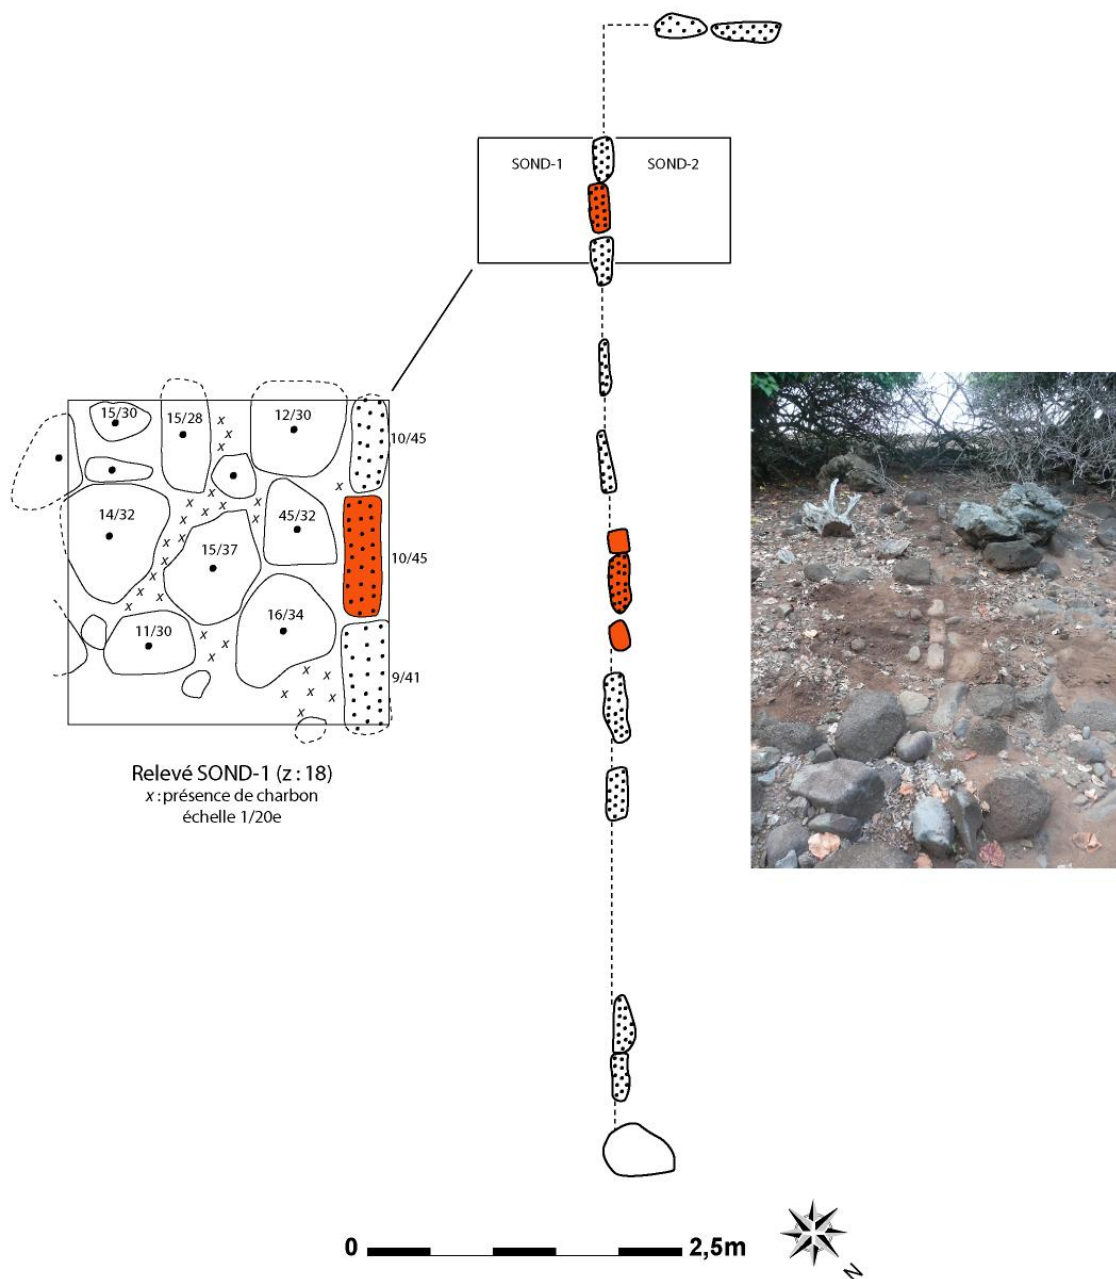 SOND-1
SOND-2
15/30
15/28
12/30
10/45
14/32
15/37
45/32
10/45
11/30
16/34
9/41
x x x x x x x x x x x x x x x x x x x x x x x x x x x x x x x x x x x
Relevé SOND-1 (z : 18)
x : présence de charbon
échelle 1/20e
0
2,5m
N